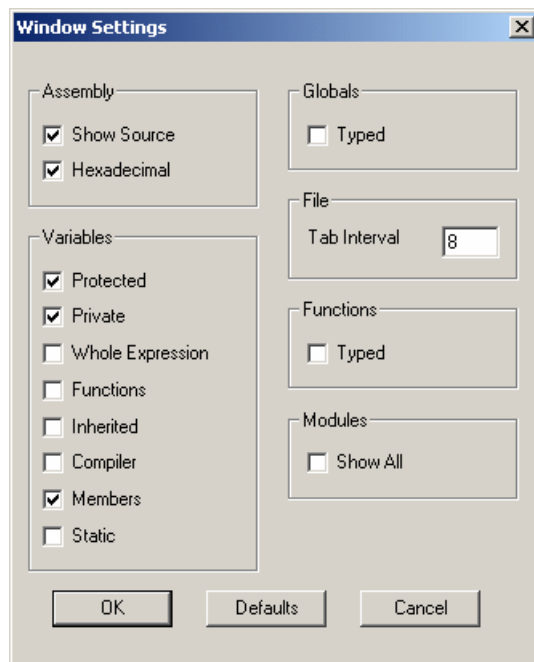 Window Settings
Assembly
Show Source
Hexadecimal
Variables
Protected
Private
Whole Expression
Functions
Inherited
Compiler
Members
Static
Globals
Typed
File
Tab Interval 8
Functions
Typed
Modules
Show All
OK Defaults Cancel